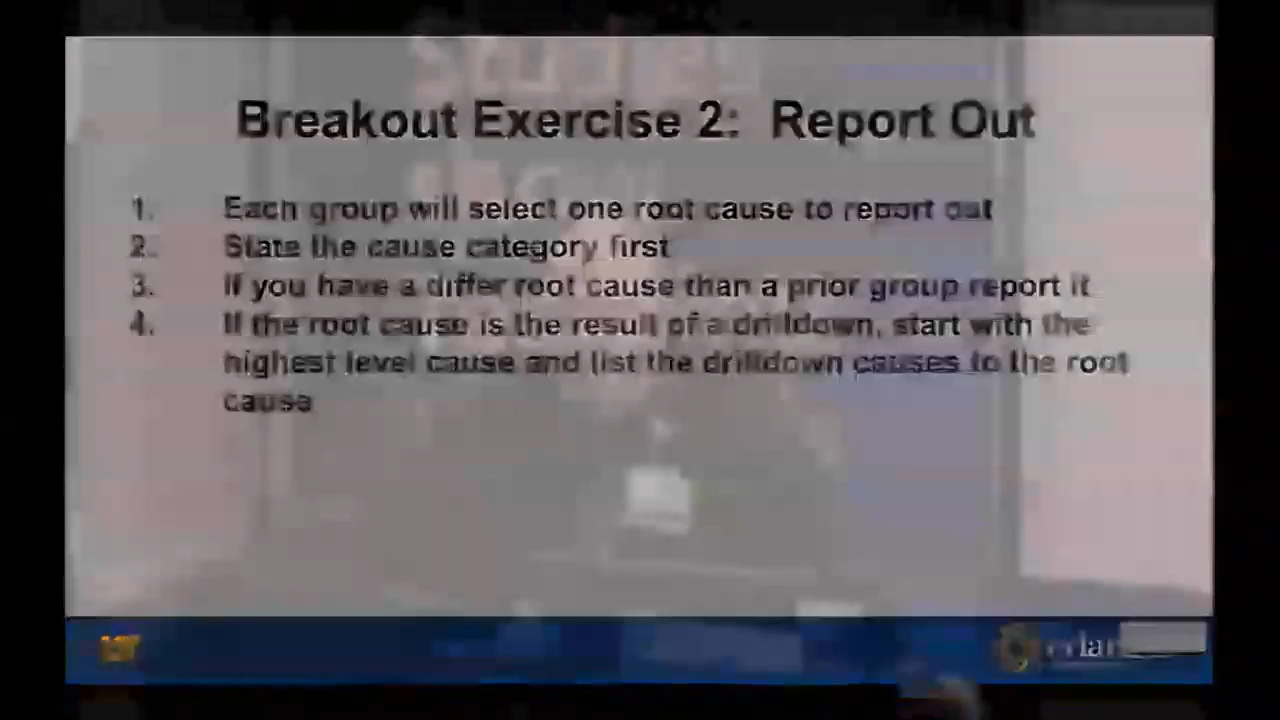 Breakout Exercise 2: Report Out
1. Each group will select one root cause to report out
2. State the cause category first
3. If you have a differ root cause than a prior group report it
4. If the root cause is the result of a drilldown, start with the
highest level cause and list the drilldown causes to the root
cause